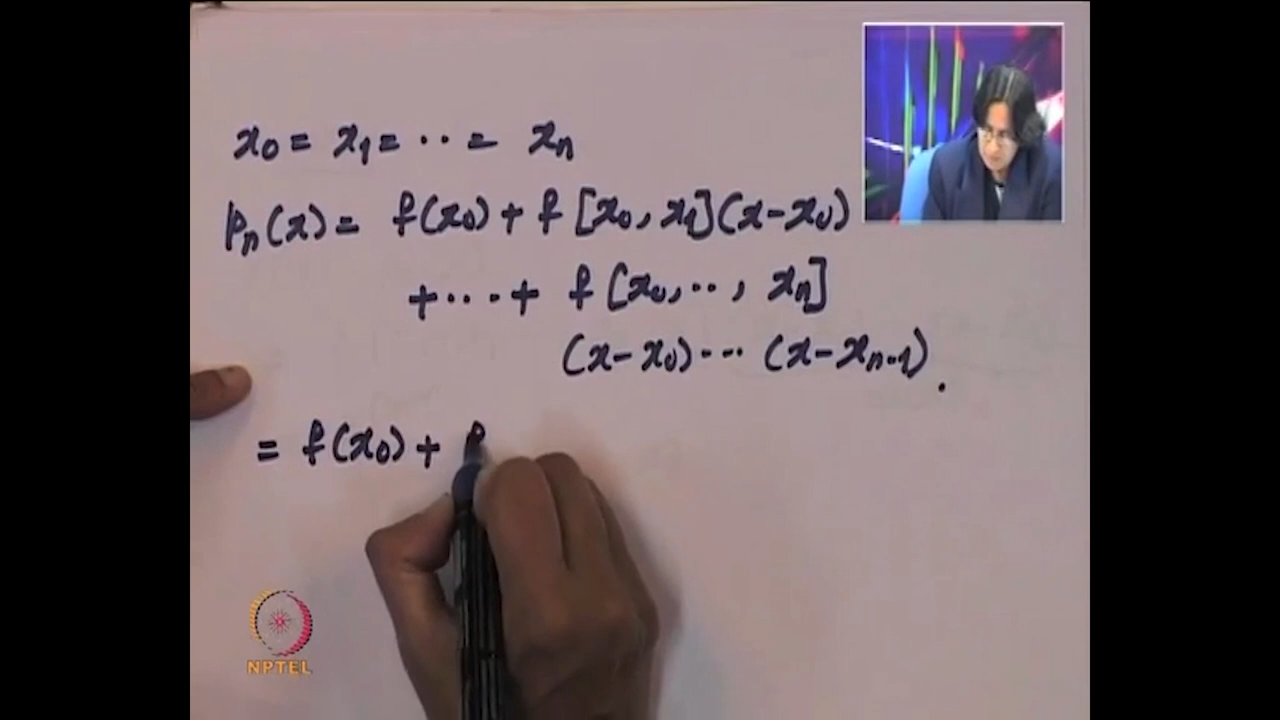 x₀ = x₁ = ·· = xₙ
pₙ(x) = f(x₀) + f[x₀, x₁](x-x₀)
+ ··· + f[x₀, ··, xₙ]
(x-x₀) ··· (x-xₙ₋₁).
= f(x₀) + f
NPTEL